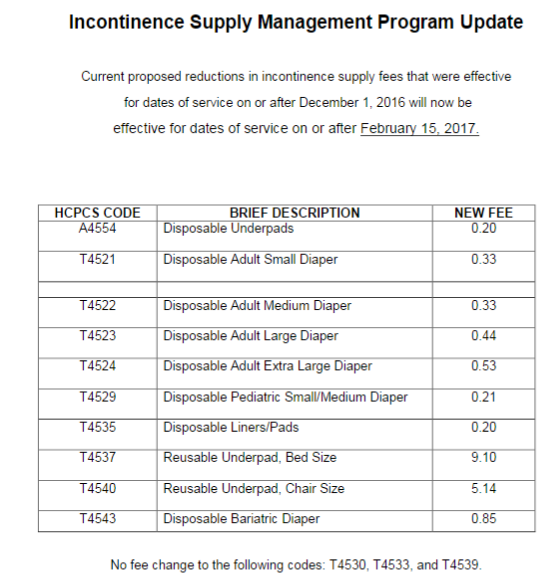 Incontinence Supply Management Program Update
Current proposed reductions in incontinence supply fees that were effective
for dates of service on or after December 1, 2016 will now be
effective for dates of service on or after February 15, 2017.
HCPCS CODE BRIEF DESCRIPTION NEW FEE
A4554 Disposable Underpads 0.20
T4521 Disposable Adult Small Diaper 0.33
T4522 Disposable Adult Medium Diaper 0.33
T4523 Disposable Adult Large Diaper 0.44
T4524 Disposable Adult Extra Large Diaper 0.53
T4529 Disposable Pediatric Small/Medium Diaper 0.21
T4535 Disposable Liners/Pads 0.20
T4537 Reusable Underpad, Bed Size 9.10
T4540 Reusable Underpad, Chair Size 5.14
T4543 Disposable Bariatric Diaper 0.85
No fee change to the following codes: T4530, T4533, and T4539.